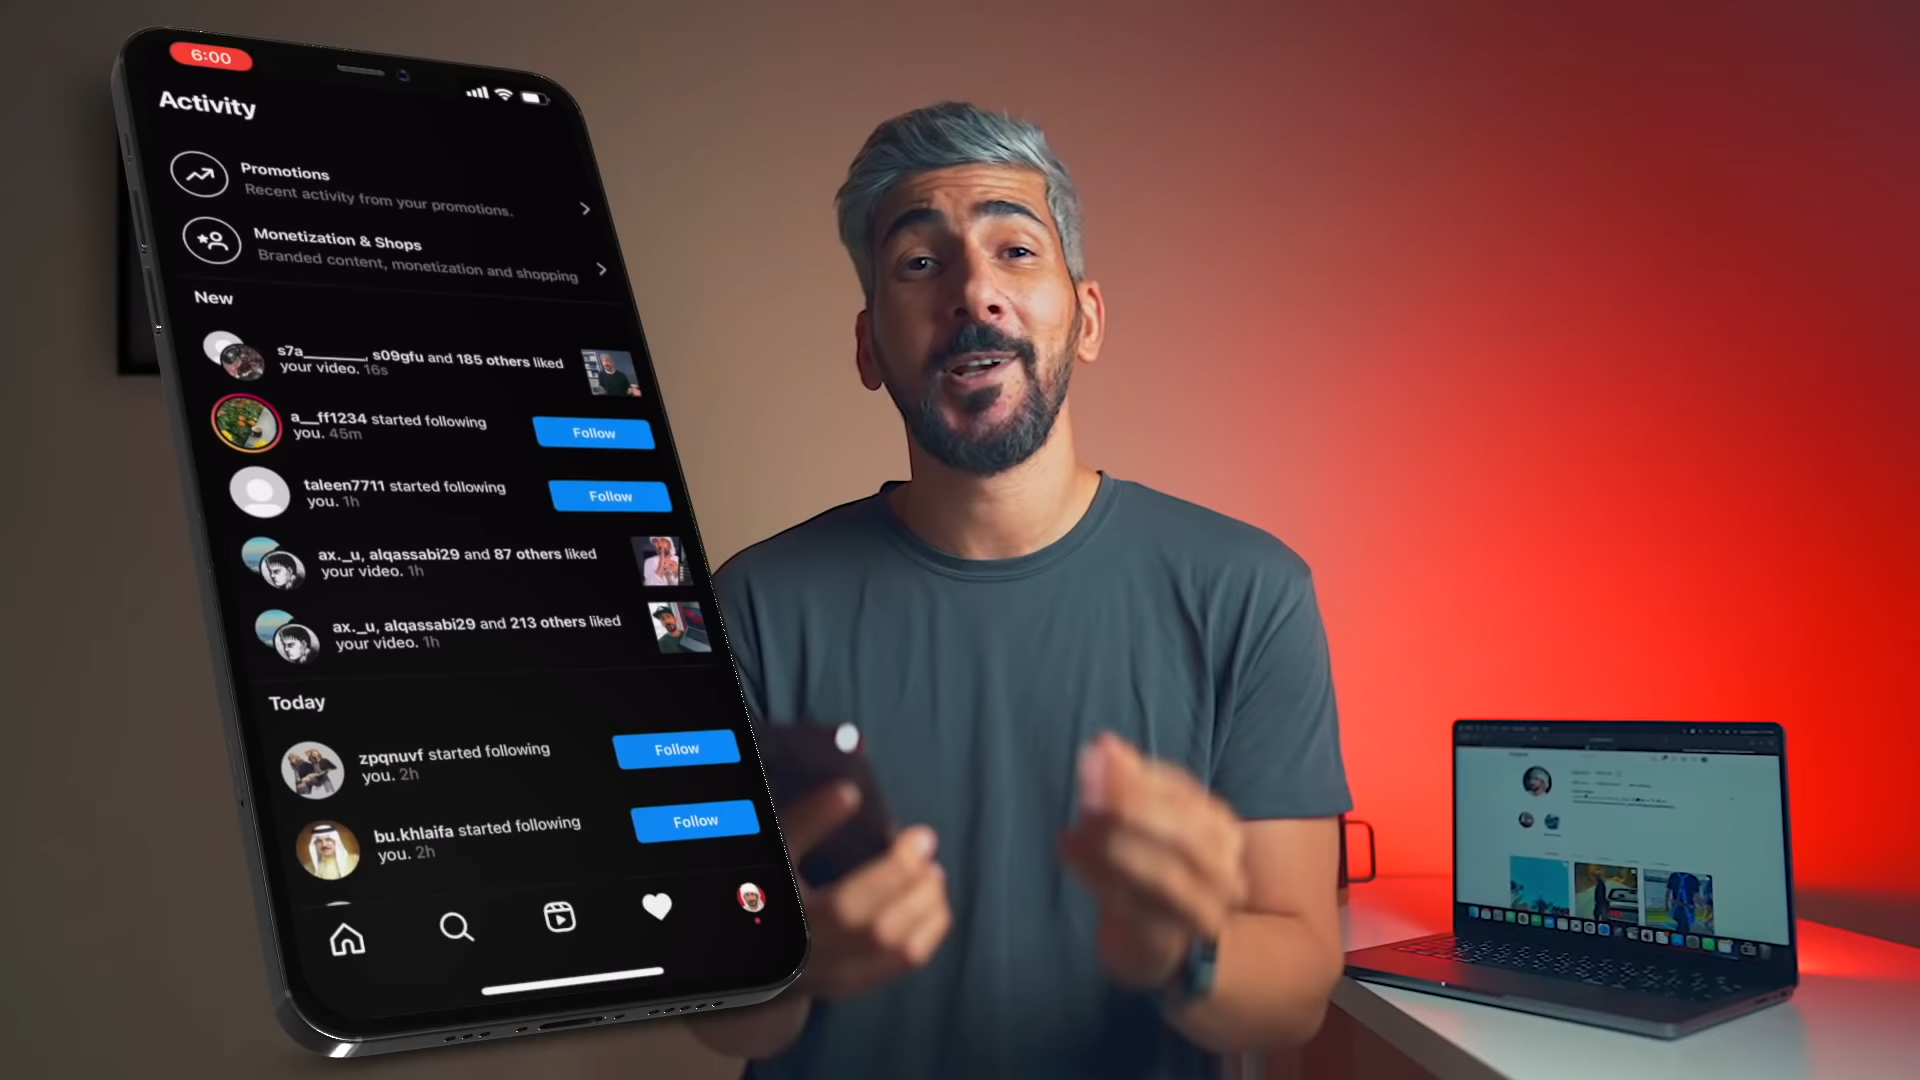 6:00
Activity
Promotions
Recent activity from your promotions.
Monetization & Shops
Branded content, monetization and shopping
New
s7a______, s09gfu and 185 others liked
your video. 16s
a__ff1234 started following
you. 45m
Follow
taleen7711 started following
you. 1h
Follow
ax._u, alqassabi29 and 87 others liked
your video. 1h
ax._u, alqassabi29 and 213 others liked
your video. 1h
Today
zpqnuvf started following
you. 2h
Follow
bu.khlaifa started following
you. 2h
Follow